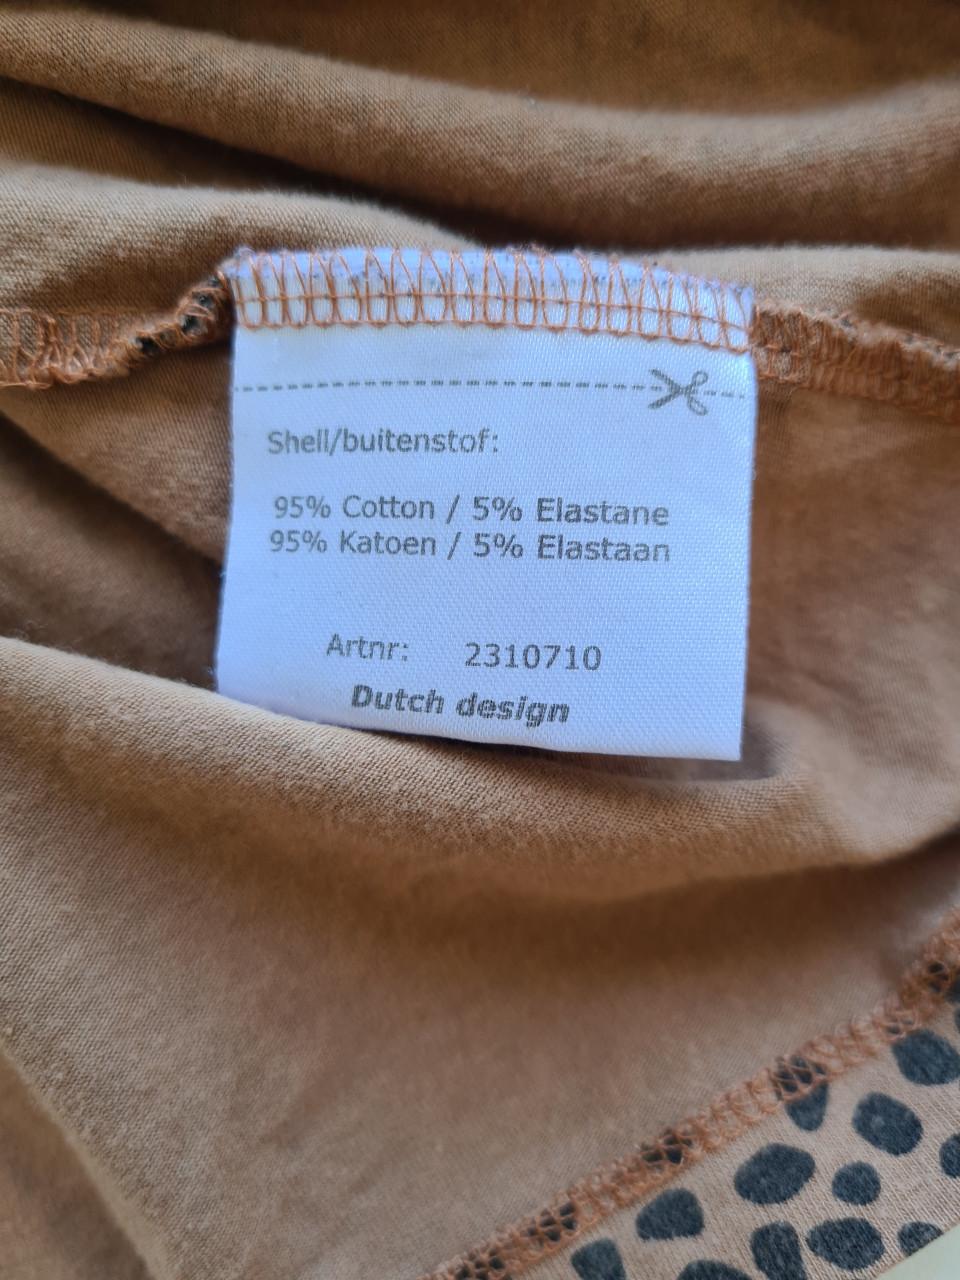 Shell/buitenstof:
95% Cotton / 5% Elastane
95% Katoen / 5% Elastaan
Artnr: 2310710
Dutch design